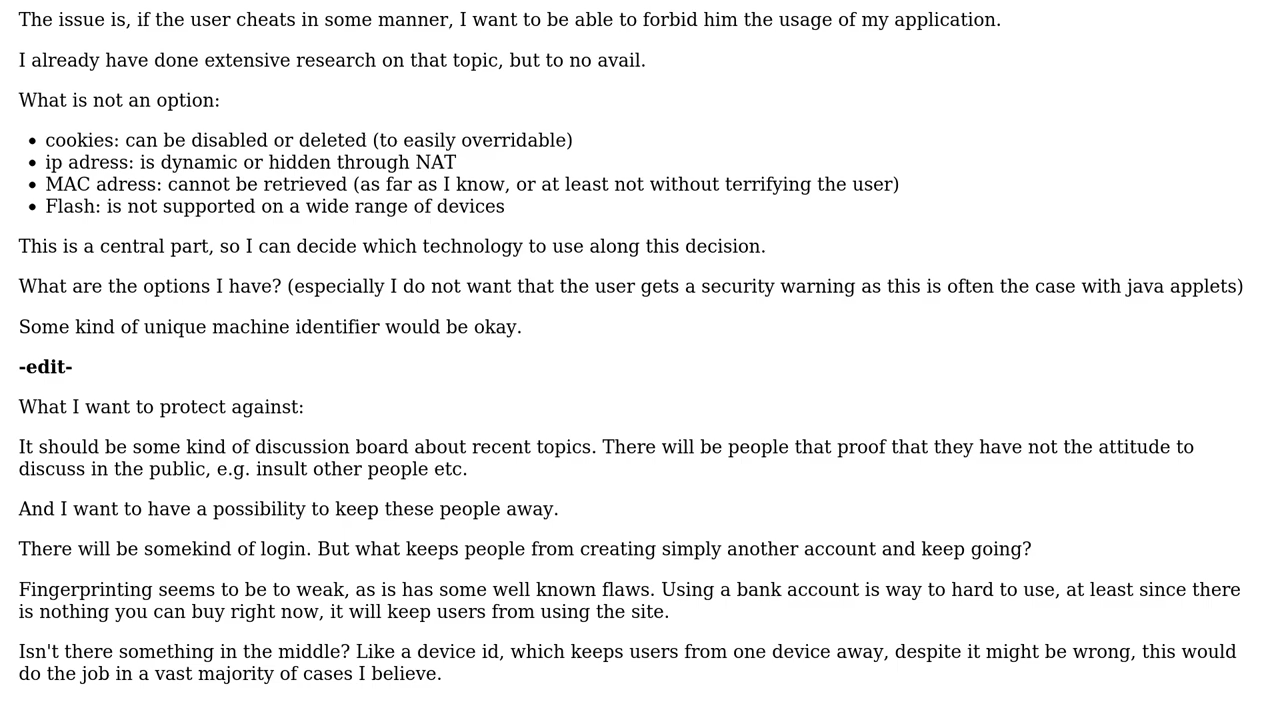 The issue is, if the user cheats in some manner, I want to be able to forbid him the usage of my application.
I already have done extensive research on that topic, but to no avail.
What is not an option:
• cookies: can be disabled or deleted (to easily overridable)
• ip adress: is dynamic or hidden through NAT
• MAC adress: cannot be retrieved (as far as I know, or at least not without terrifying the user)
• Flash: is not supported on a wide range of devices
This is a central part, so I can decide which technology to use along this decision.
What are the options I have? (especially I do not want that the user gets a security warning as this is often the case with java applets)
Some kind of unique machine identifier would be okay.
-edit-
What I want to protect against:
It should be some kind of discussion board about recent topics. There will be people that proof that they have not the attitude to
discuss in the public, e.g. insult other people etc.
And I want to have a possibility to keep these people away.
There will be somekind of login. But what keeps people from creating simply another account and keep going?
Fingerprinting seems to be to weak, as is has some well known flaws. Using a bank account is way to hard to use, at least since there
is nothing you can buy right now, it will keep users from using the site.
Isn't there something in the middle? Like a device id, which keeps users from one device away, despite it might be wrong, this would
do the job in a vast majority of cases I believe.